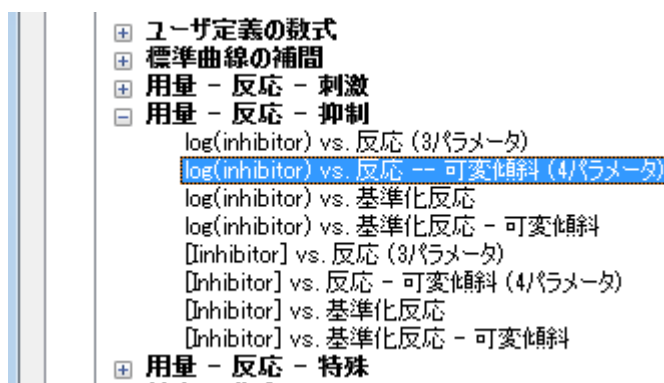 ユーザ定義の数式
標準曲線の補間
用量 - 反応 - 刺激
用量 - 反応 - 抑制
log(inhibitor) vs. 反応 (3パラメータ)
log(inhibitor) vs. 反応 -- 可変傾斜 (4パラメータ)
log(inhibitor) vs. 基準化反応
log(inhibitor) vs. 基準化反応 - 可変傾斜
[Iinhibitor] vs. 反応 (3パラメータ)
[Inhibitor] vs. 反応 - 可変傾斜 (4パラメータ)
[Inhibitor] vs. 基準化反応
[Inhibitor] vs. 基準化反応 - 可変傾斜
用量 - 反応 - 特殊